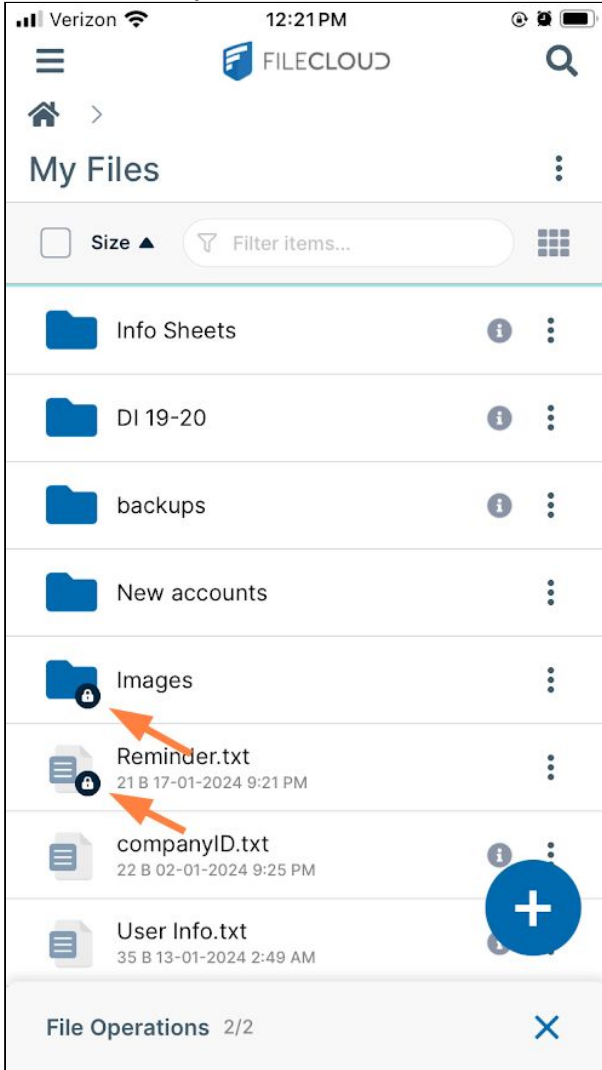 Verizon 12:21 PM
FILECLOUD
My Files
Size ▲ Filter items...
Info Sheets
DI 19-20
backups
New accounts
Images
Reminder.txt
21 B 17-01-2024 9:21 PM
companyID.txt
22 B 02-01-2024 9:25 PM
User Info.txt
35 B 13-01-2024 2:49 AM
File Operations 2/2